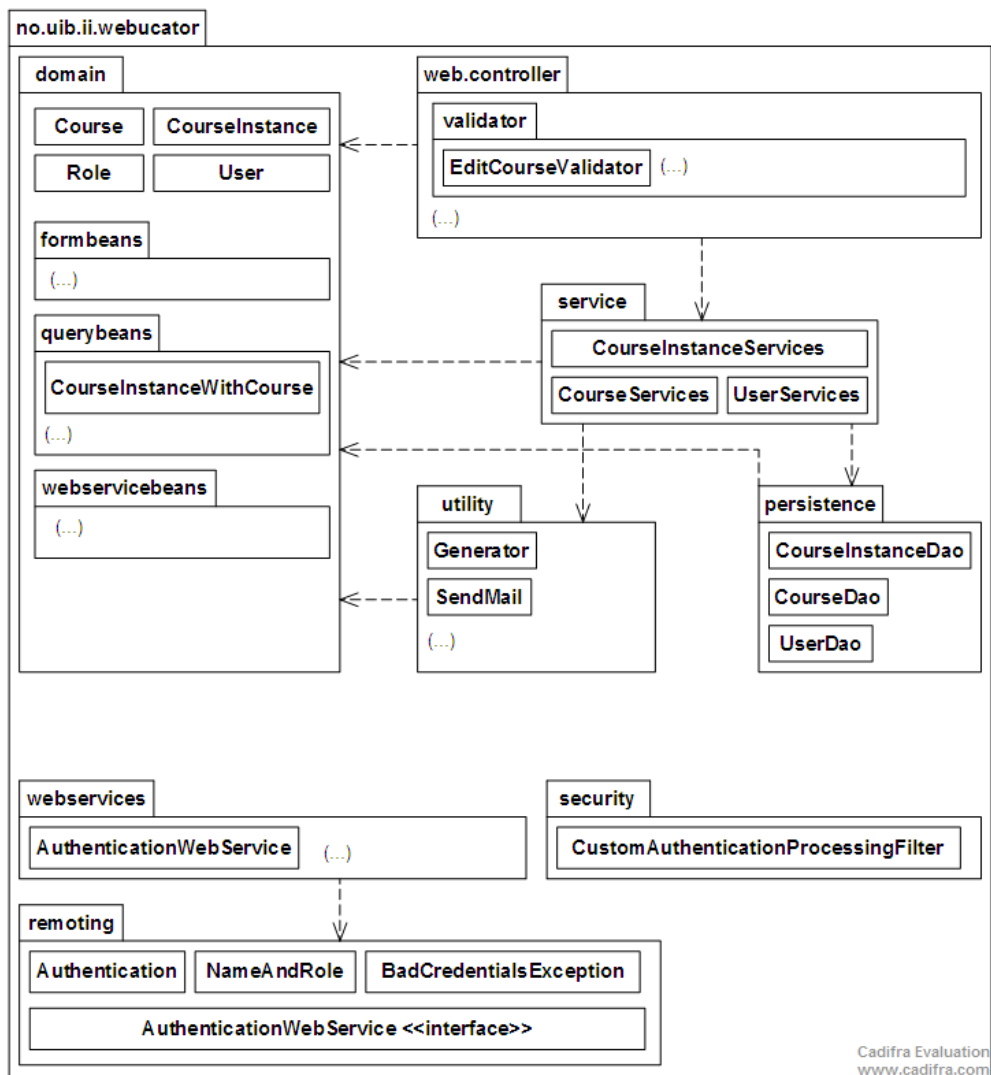 no.uib.ii.webucator
domain
Course
CourseInstance
Role
User
formbeans
(...)
querybeans
CourseInstanceWithCourse
(...)
webservicebeans
(...)
web.controller
validator
EditCourseValidator
(...)
(...)
service
CourseInstanceServices
CourseServices
UserServices
utility
Generator
SendMail
(...)
persistence
CourseInstanceDao
CourseDao
UserDao
webservices
AuthenticationWebService
(...)
security
CustomAuthenticationProcessingFilter
remoting
Authentication
NameAndRole
BadCredentialsException
AuthenticationWebService <<interface>>
Cadifra Evaluation
www.cadifra.com